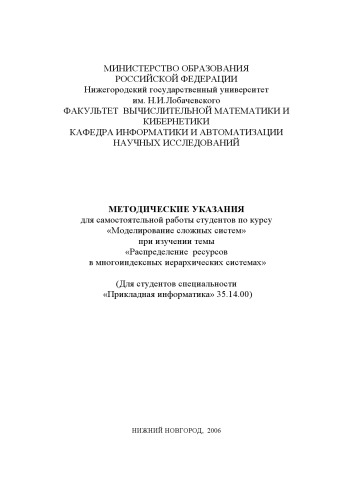 МИНИСТЕРСТВО ОБРАЗОВАНИЯ
РОССИЙСКОЙ ФЕДЕРАЦИИ
Нижегородский государственный университет
им. Н.И.Лобачевского
ФАКУЛЬТЕТ ВЫЧИСЛИТЕЛЬНОЙ МАТЕМАТИКИ И
КИБЕРНЕТИКИ
КАФЕДРА ИНФОРМАТИКИ И АВТОМАТИЗАЦИИ
НАУЧНЫХ ИССЛЕДОВАНИЙ
МЕТОДИЧЕСКИЕ УКАЗАНИЯ
для самостоятельной работы студентов по курсу
«Моделирование сложных систем»
при изучении темы
«Распределение ресурсов
в многоиндексных иерархических системах»
(Для студентов специальности
«Прикладная информатика» 35.14.00)
НИЖНИЙ НОВГОРОД, 2006